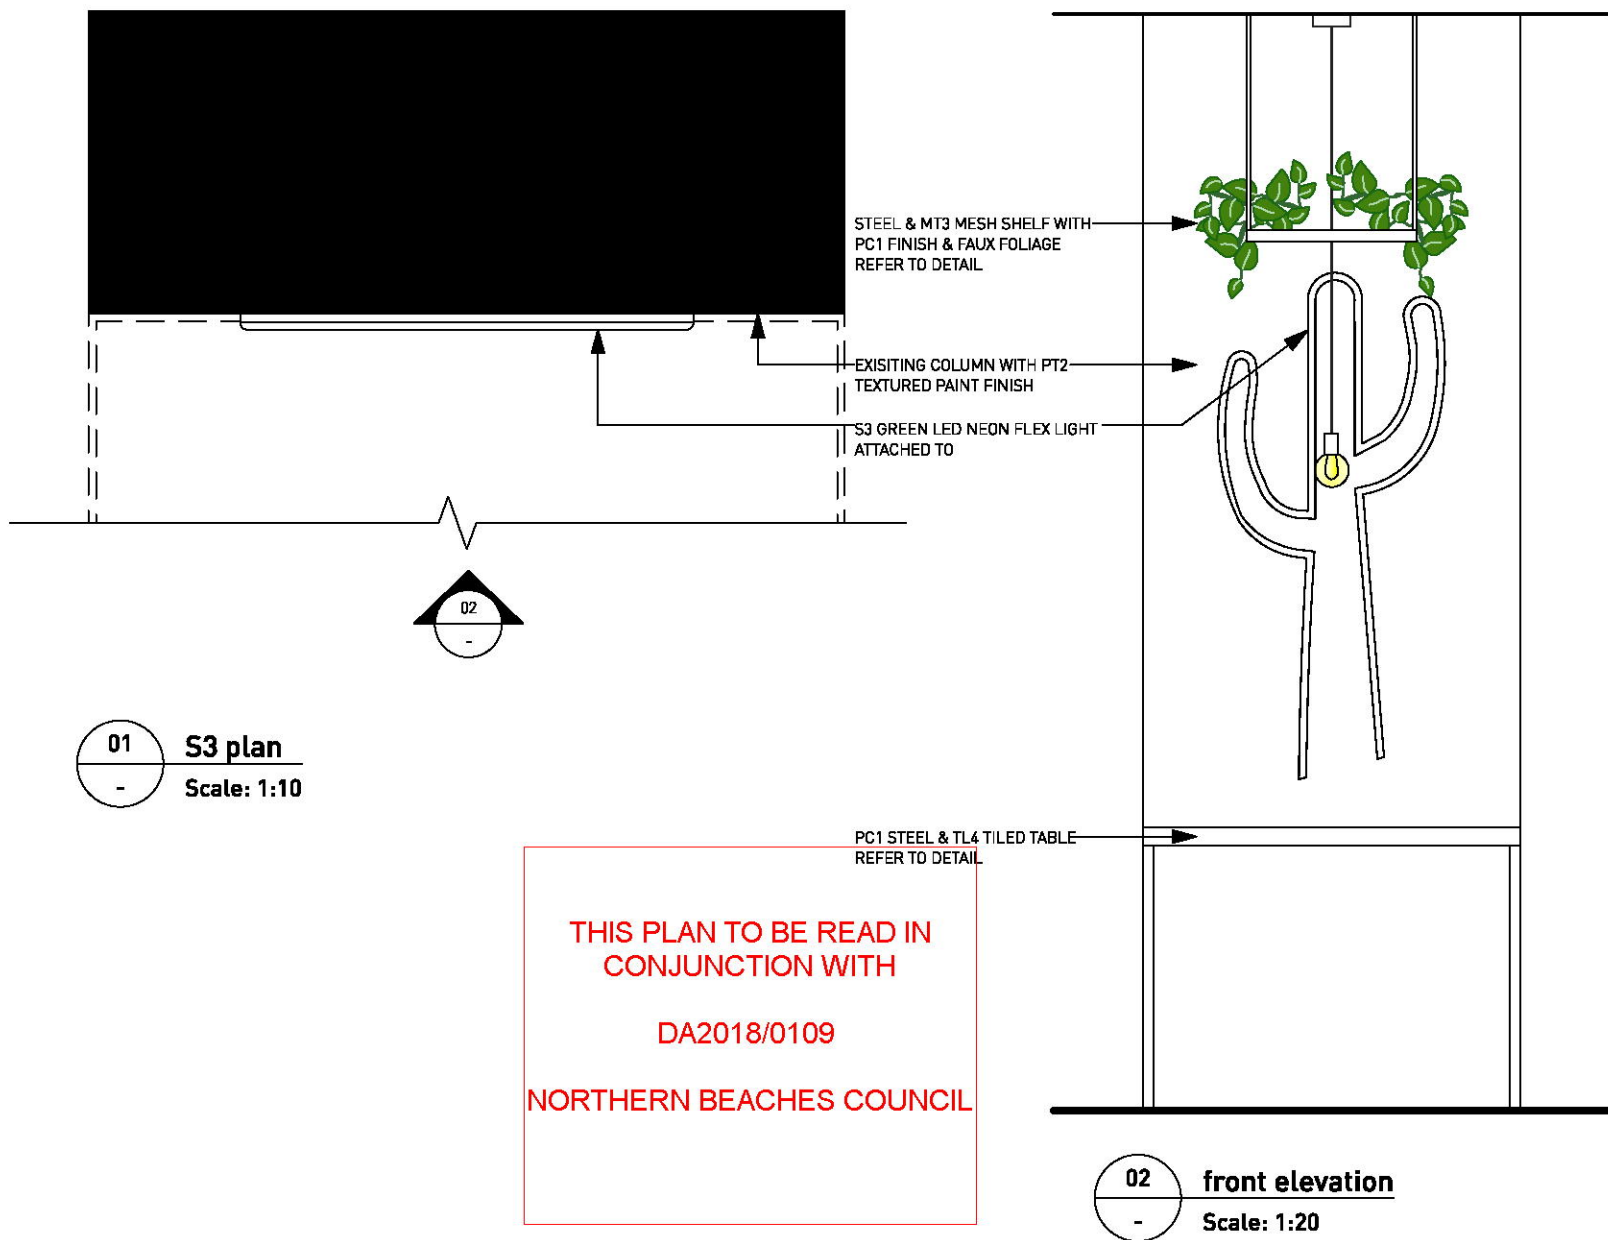 STEEL & MT3 MESH SHELF WITH
PC1 FINISH & FAUX FOLIAGE
REFER TO DETAIL
EXISITING COLUMN WITH PT2
TEXTURED PAINT FINISH
S3 GREEN LED NEON FLEX LIGHT
ATTACHED TO
02
-
01
S3 plan
-
Scale: 1:10
PC1 STEEL & TL4 TILED TABLE
REFER TO DETAIL
THIS PLAN TO BE READ IN
CONJUNCTION WITH
DA2018/0109
NORTHERN BEACHES COUNCIL
02
front elevation
-
Scale: 1:20